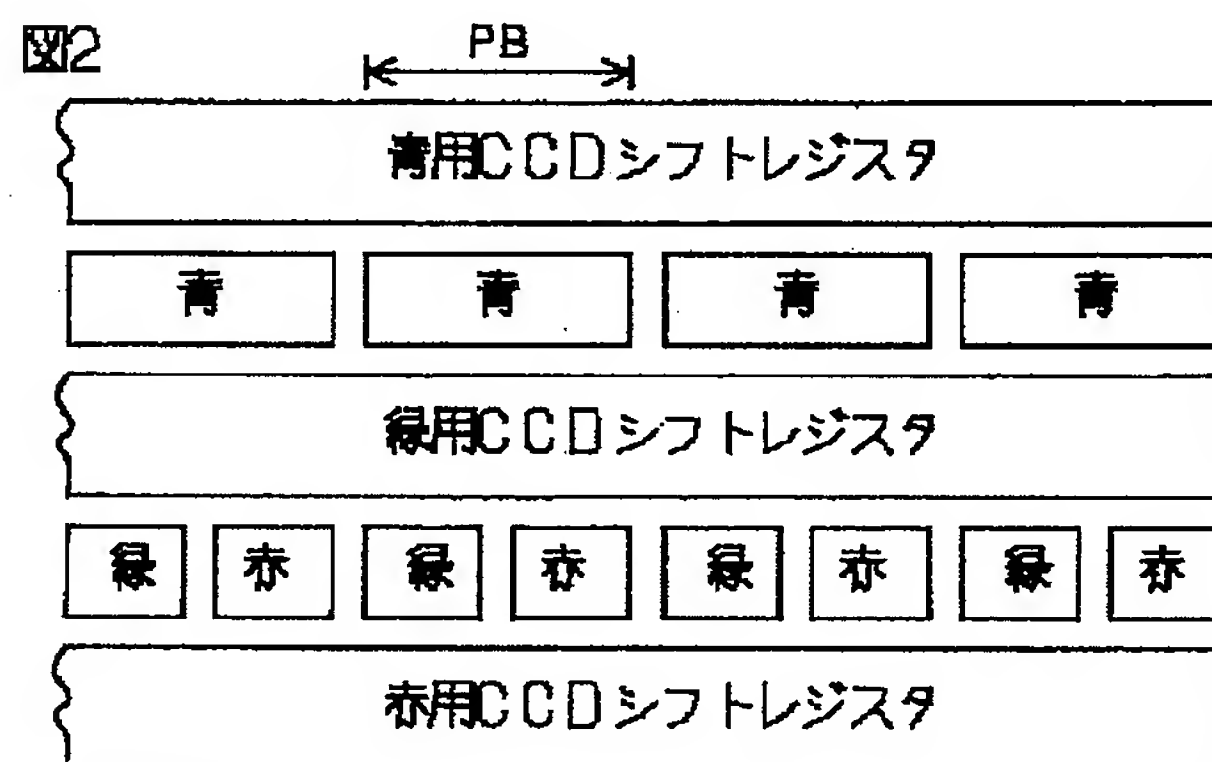 図2
PB
青用CCDシフトレジスタ
青 青 青 青
緑用CCDシフトレジスタ
緑 赤 緑 赤 緑 赤 緑 赤
赤用CCDシフトレジスタ